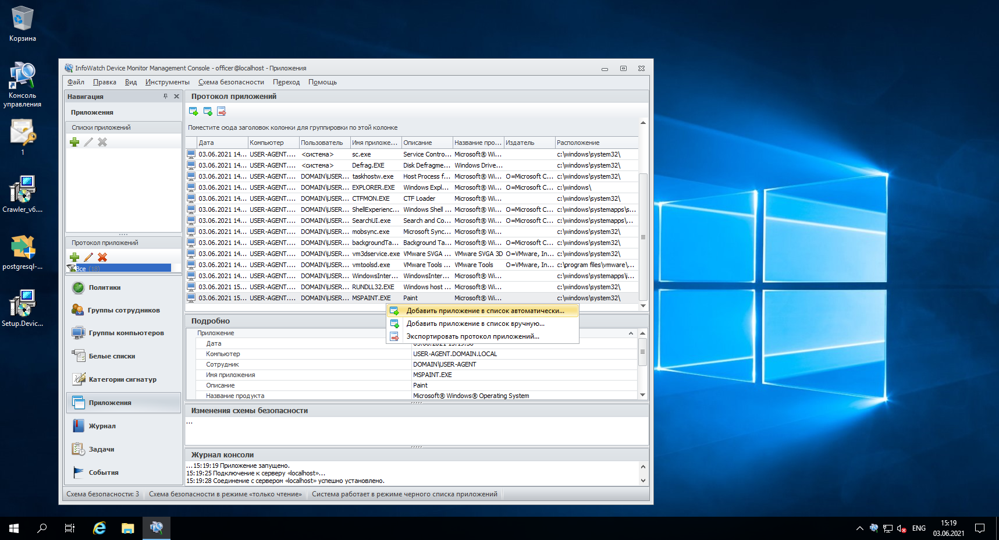 Корзина
Консоль
управления
1
Crawler_v6....
postgresql-...
Setup.Devic...
InfoWatch Device Monitor Management Console - officer@localhost - Приложения
Файл Правка Вид Инструменты Схема безопасности Переход Помощь
Навигация
Приложения
Списки приложений
Протокол приложений
Все (18)
Политики
Группы сотрудников
Группы компьютеров
Белые списки
Категории сигнатур
Приложения
Журнал
Задачи
События
Протокол приложений
Поместите сюда заголовок колонки для группировки по этой колонке
Дата Компьютер Пользователь Имя приложе... Описание Название про... Издатель Расположение
03.06.2021 14... USER-AGENT.... <система> sc.exe Service Contro... Microsoft® Wi... c:\windows\system32\
03.06.2021 14... USER-AGENT.... <система> Defrag.EXE Disk Defragme... Windows Drive... c:\windows\system32\
03.06.2021 14... USER-AGENT.... DOMAIN\USER... taskhostw.exe Host Process f... Microsoft® Wi... O=Microsoft C... c:\windows\system32\
03.06.2021 14... USER-AGENT.... DOMAIN\USER... EXPLORER.EXE Windows Expl... Microsoft® Wi... O=Microsoft C... c:\windows\
03.06.2021 14... USER-AGENT.... DOMAIN\USER... CTFMON.EXE CTF Loader Microsoft® Wi... c:\windows\system32\
03.06.2021 14... USER-AGENT.... DOMAIN\USER... ShellExperienc... Windows Shell ... Microsoft® Wi... O=Microsoft C... c:\windows\systemapps\s...
03.06.2021 14... USER-AGENT.... DOMAIN\USER... SearchUI.exe Search and Co... Microsoft® Wi... O=Microsoft C... c:\windows\systemapps\...
03.06.2021 14... USER-AGENT.... DOMAIN\USER... mobsync.exe Microsoft Sync... Microsoft® Wi... c:\windows\system32\
03.06.2021 14... USER-AGENT.... DOMAIN\USER... backgroundTa... Background Ta... Microsoft® Wi... O=Microsoft C... c:\windows\system32\
03.06.2021 14... USER-AGENT.... DOMAIN\USER... vm3dservice.exe VMware SVGA ... VMware SVGA 3D O=VMware, In... c:\windows\system32\
03.06.2021 14... USER-AGENT.... DOMAIN\USER... vmtoolsd.exe VMware Tools ... VMware Tools O=VMware, In... c:\program files\vmware\...
03.06.2021 14... USER-AGENT.... DOMAIN\USER... WindowsInter... WindowsInter... Microsoft® Wi... c:\windows\systemapps\i...
03.06.2021 15... USER-AGENT.... DOMAIN\USER... RUNDLL32.EXE Windows host ... Microsoft® Wi... c:\windows\system32\
03.06.2021 15... USER-AGENT.... DOMAIN\USER... MSPAINT.EXE Paint Microsoft® Wi... c:\windows\system32\
Добавить приложение в список автоматически...
Добавить приложение в список вручную...
Экспортировать протокол приложений...
Подробно
Приложение
Дата
Компьютер USER-AGENT.DOMAIN.LOCAL
Сотрудник DOMAIN\USER-AGENT
Имя приложения MSPAINT.EXE
Описание Paint
Название продукта Microsoft® Windows® Operating System
Изменения схемы безопасности
...
Журнал консоли
...15:19:19 Приложение запущено.
15:19:25 Подключение к серверу «localhost»...
15:19:28 Соединение с сервером «localhost» успешно установлено.
Схема безопасности: 3 Схема безопасности в режиме «только чтение» Система работает в режиме черного списка приложений
ENG
15:19
03.06.2021